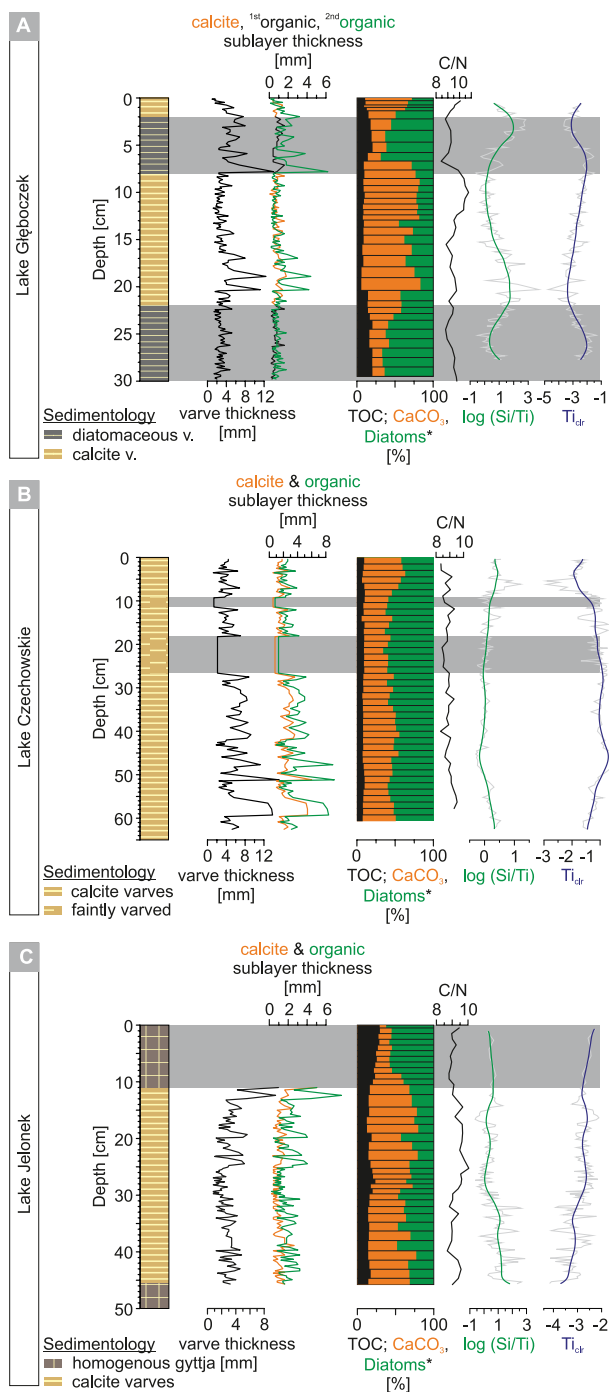 A
calcite, 1storganic, 2ndorganic
sublayer thickness
[mm]
0 2 4 6
C/N
8 10
Lake Głęboczek
Depth [cm]
0
5
10
15
20
25
30
0 4 8 12
varve thickness
[mm]
0 100
TOC; CaCO3,
Diatoms*
[%]
-1 1 3
log (Si/Ti)
-5 -3 -1
Ticlr
Sedimentology
diatomaceous v.
calcite v.
B
calcite & organic
sublayer thickness
[mm]
0 2 4 6 8
C/N
8 10
Lake Czechowskie
Depth [cm]
0
10
20
30
40
50
60
0 4 8 12
varve thickness
[mm]
0 100
TOC; CaCO3,
Diatoms*
[%]
0 1
log (Si/Ti)
-3 -2 -1
Ticlr
Sedimentology
calcite varves
faintly varved
C
calcite & organic
sublayer thickness
[mm]
0 2 4 6
C/N
8 10
Lake Jelonek
Depth [cm]
0
10
20
30
40
50
0 4 8
varve thickness
0 100
TOC; CaCO3,
Diatoms*
[%]
-1 0 1 2
log (Si/Ti)
-4 -3 -2
Ticlr
Sedimentology
homogenous gyttja [mm]
calcite varves